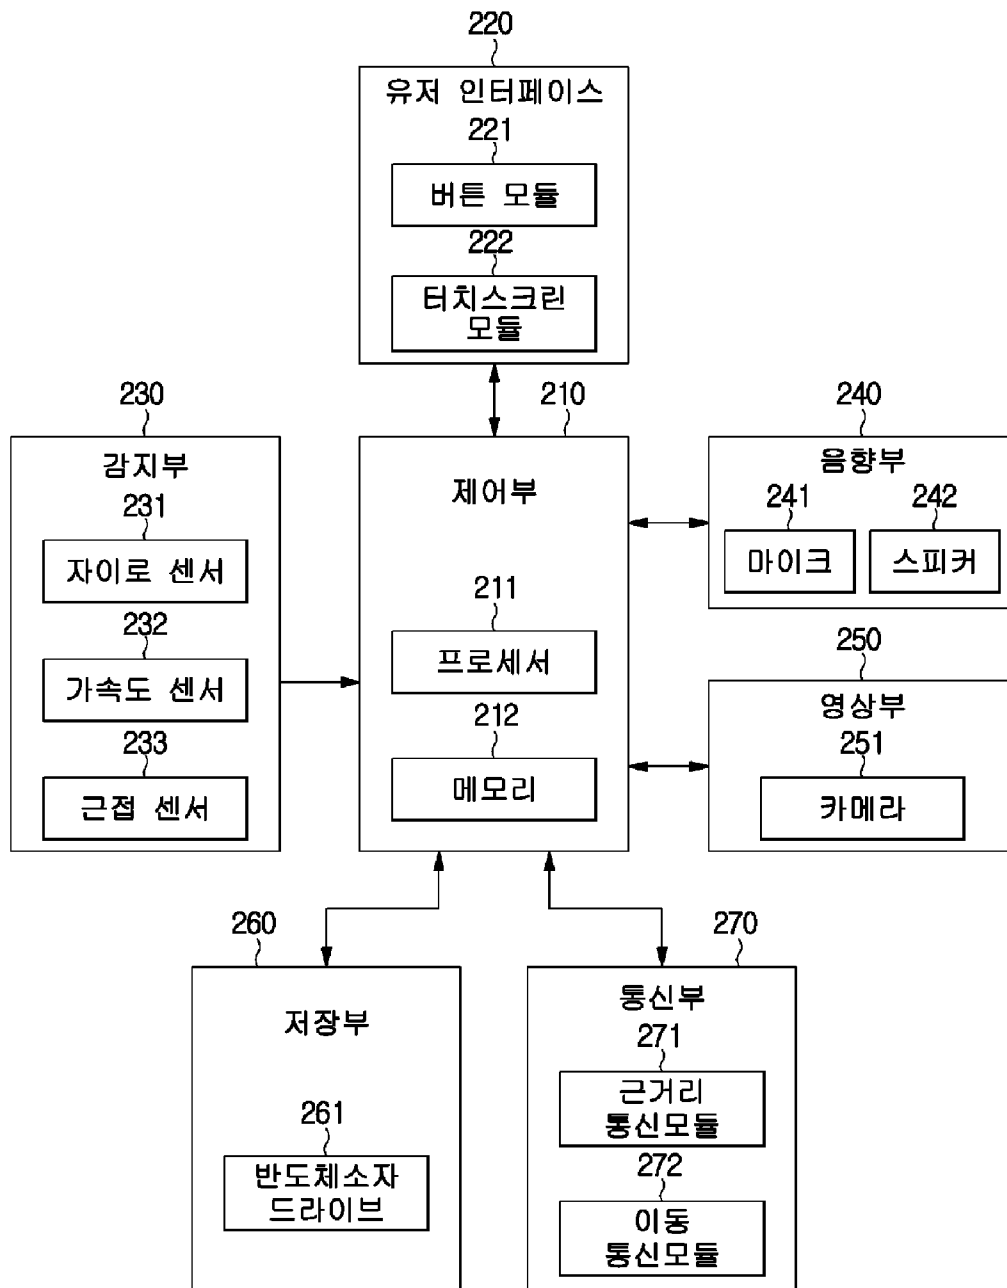 220
유저 인터페이스
221
버튼 모듈
222
터치스크린
모듈
230
감지부
231
자이로 센서
232
가속도 센서
233
근접 센서
210
제어부
211
프로세서
212
메모리
240
음향부
241
마이크
242
스피커
250
영상부
251
카메라
260
저장부
261
반도체소자
드라이브
270
통신부
271
근거리
통신모듈
272
이동
통신모듈